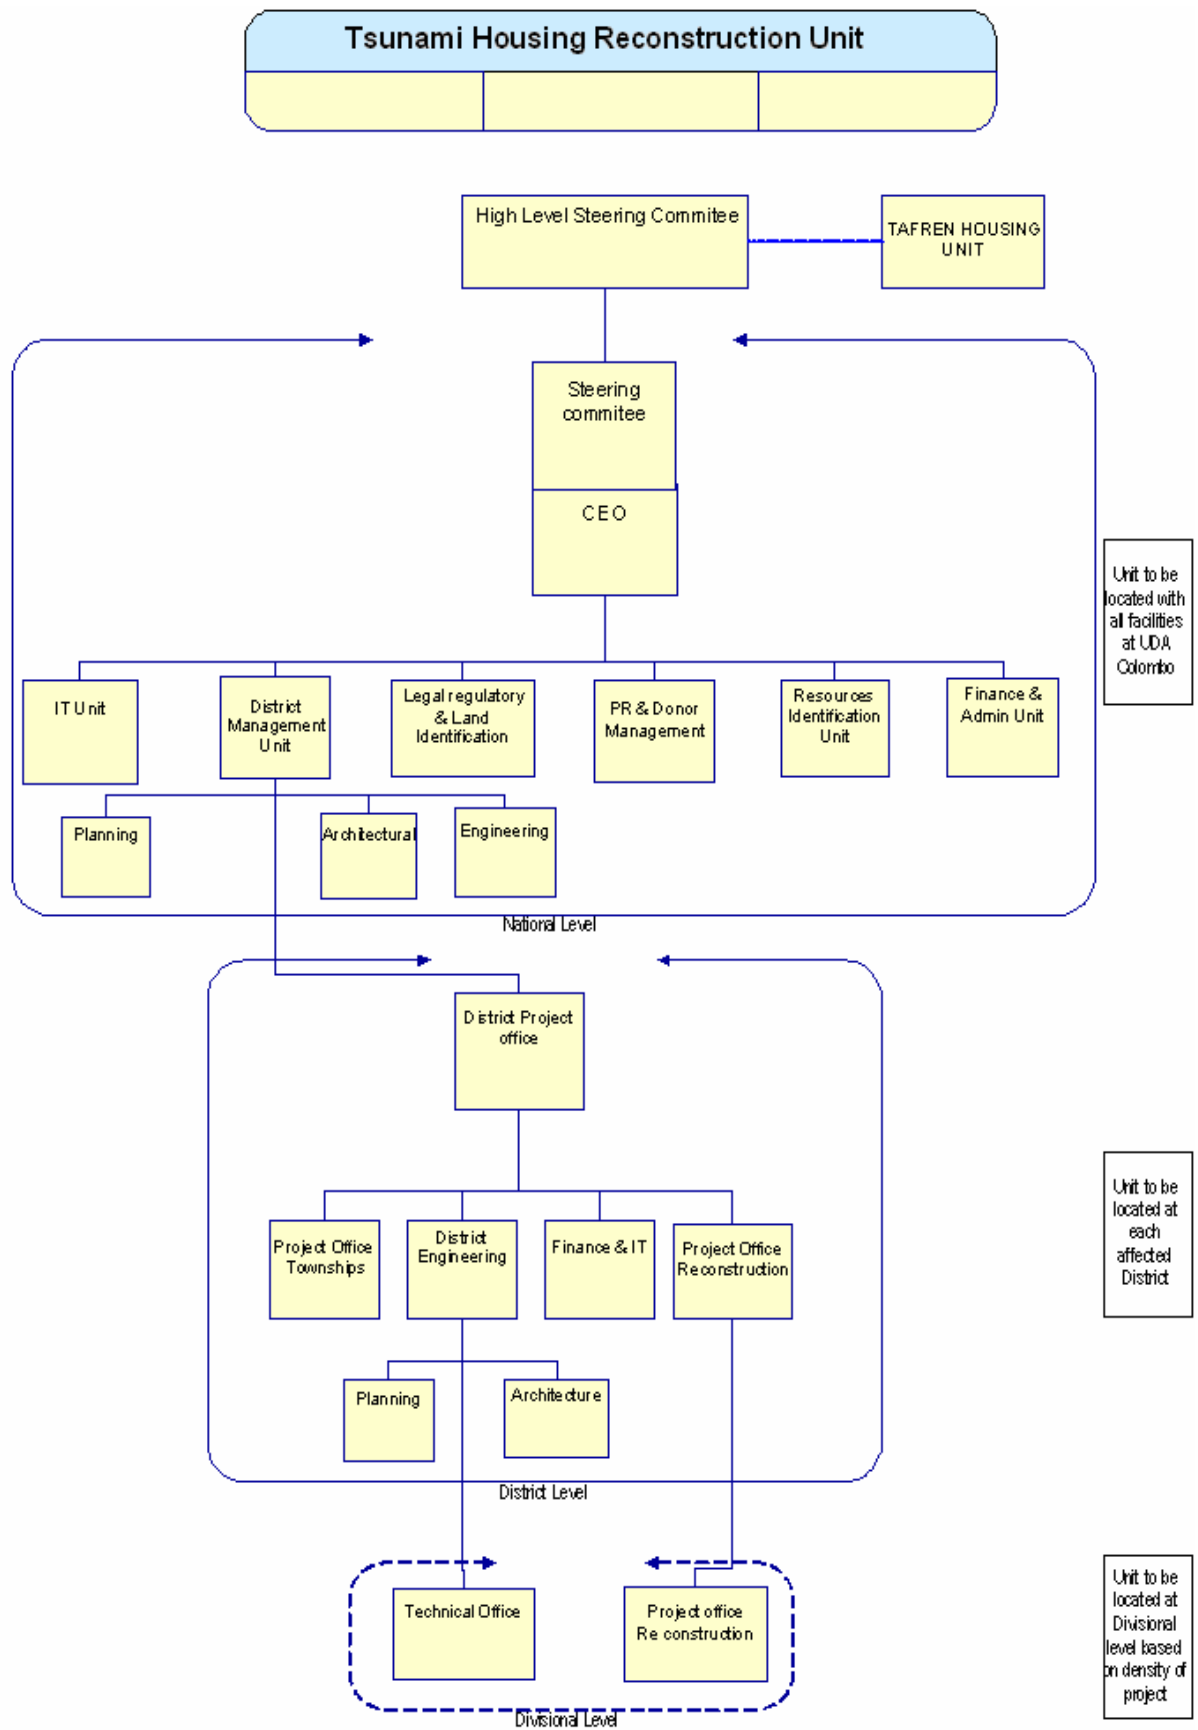 Tsunami Housing Reconstruction Unit
High Level Steering Commitee
TAFREN HOUSING
UNIT
Steering
commitee
CEO
Unit to be
located with
all facilities
at UDA
Colombo
IT Unit
District
Management
Unit
Legal regulatory
& Land
Identification
PR & Donor
Management
Resources
Identification
Unit
Finance &
Admin Unit
Planning
Architectural
Engineering
National Level
District Project
office
Project Office
Townships
District
Engineering
Finance & IT
Project Office
Reconstruction
Unit to be
located at
each
affected
District
Planning
Architecture
District Level
Technical Office
Project office
Re construction
Unit to be
located at
Divisional
level based
on density of
project
Divisional Level